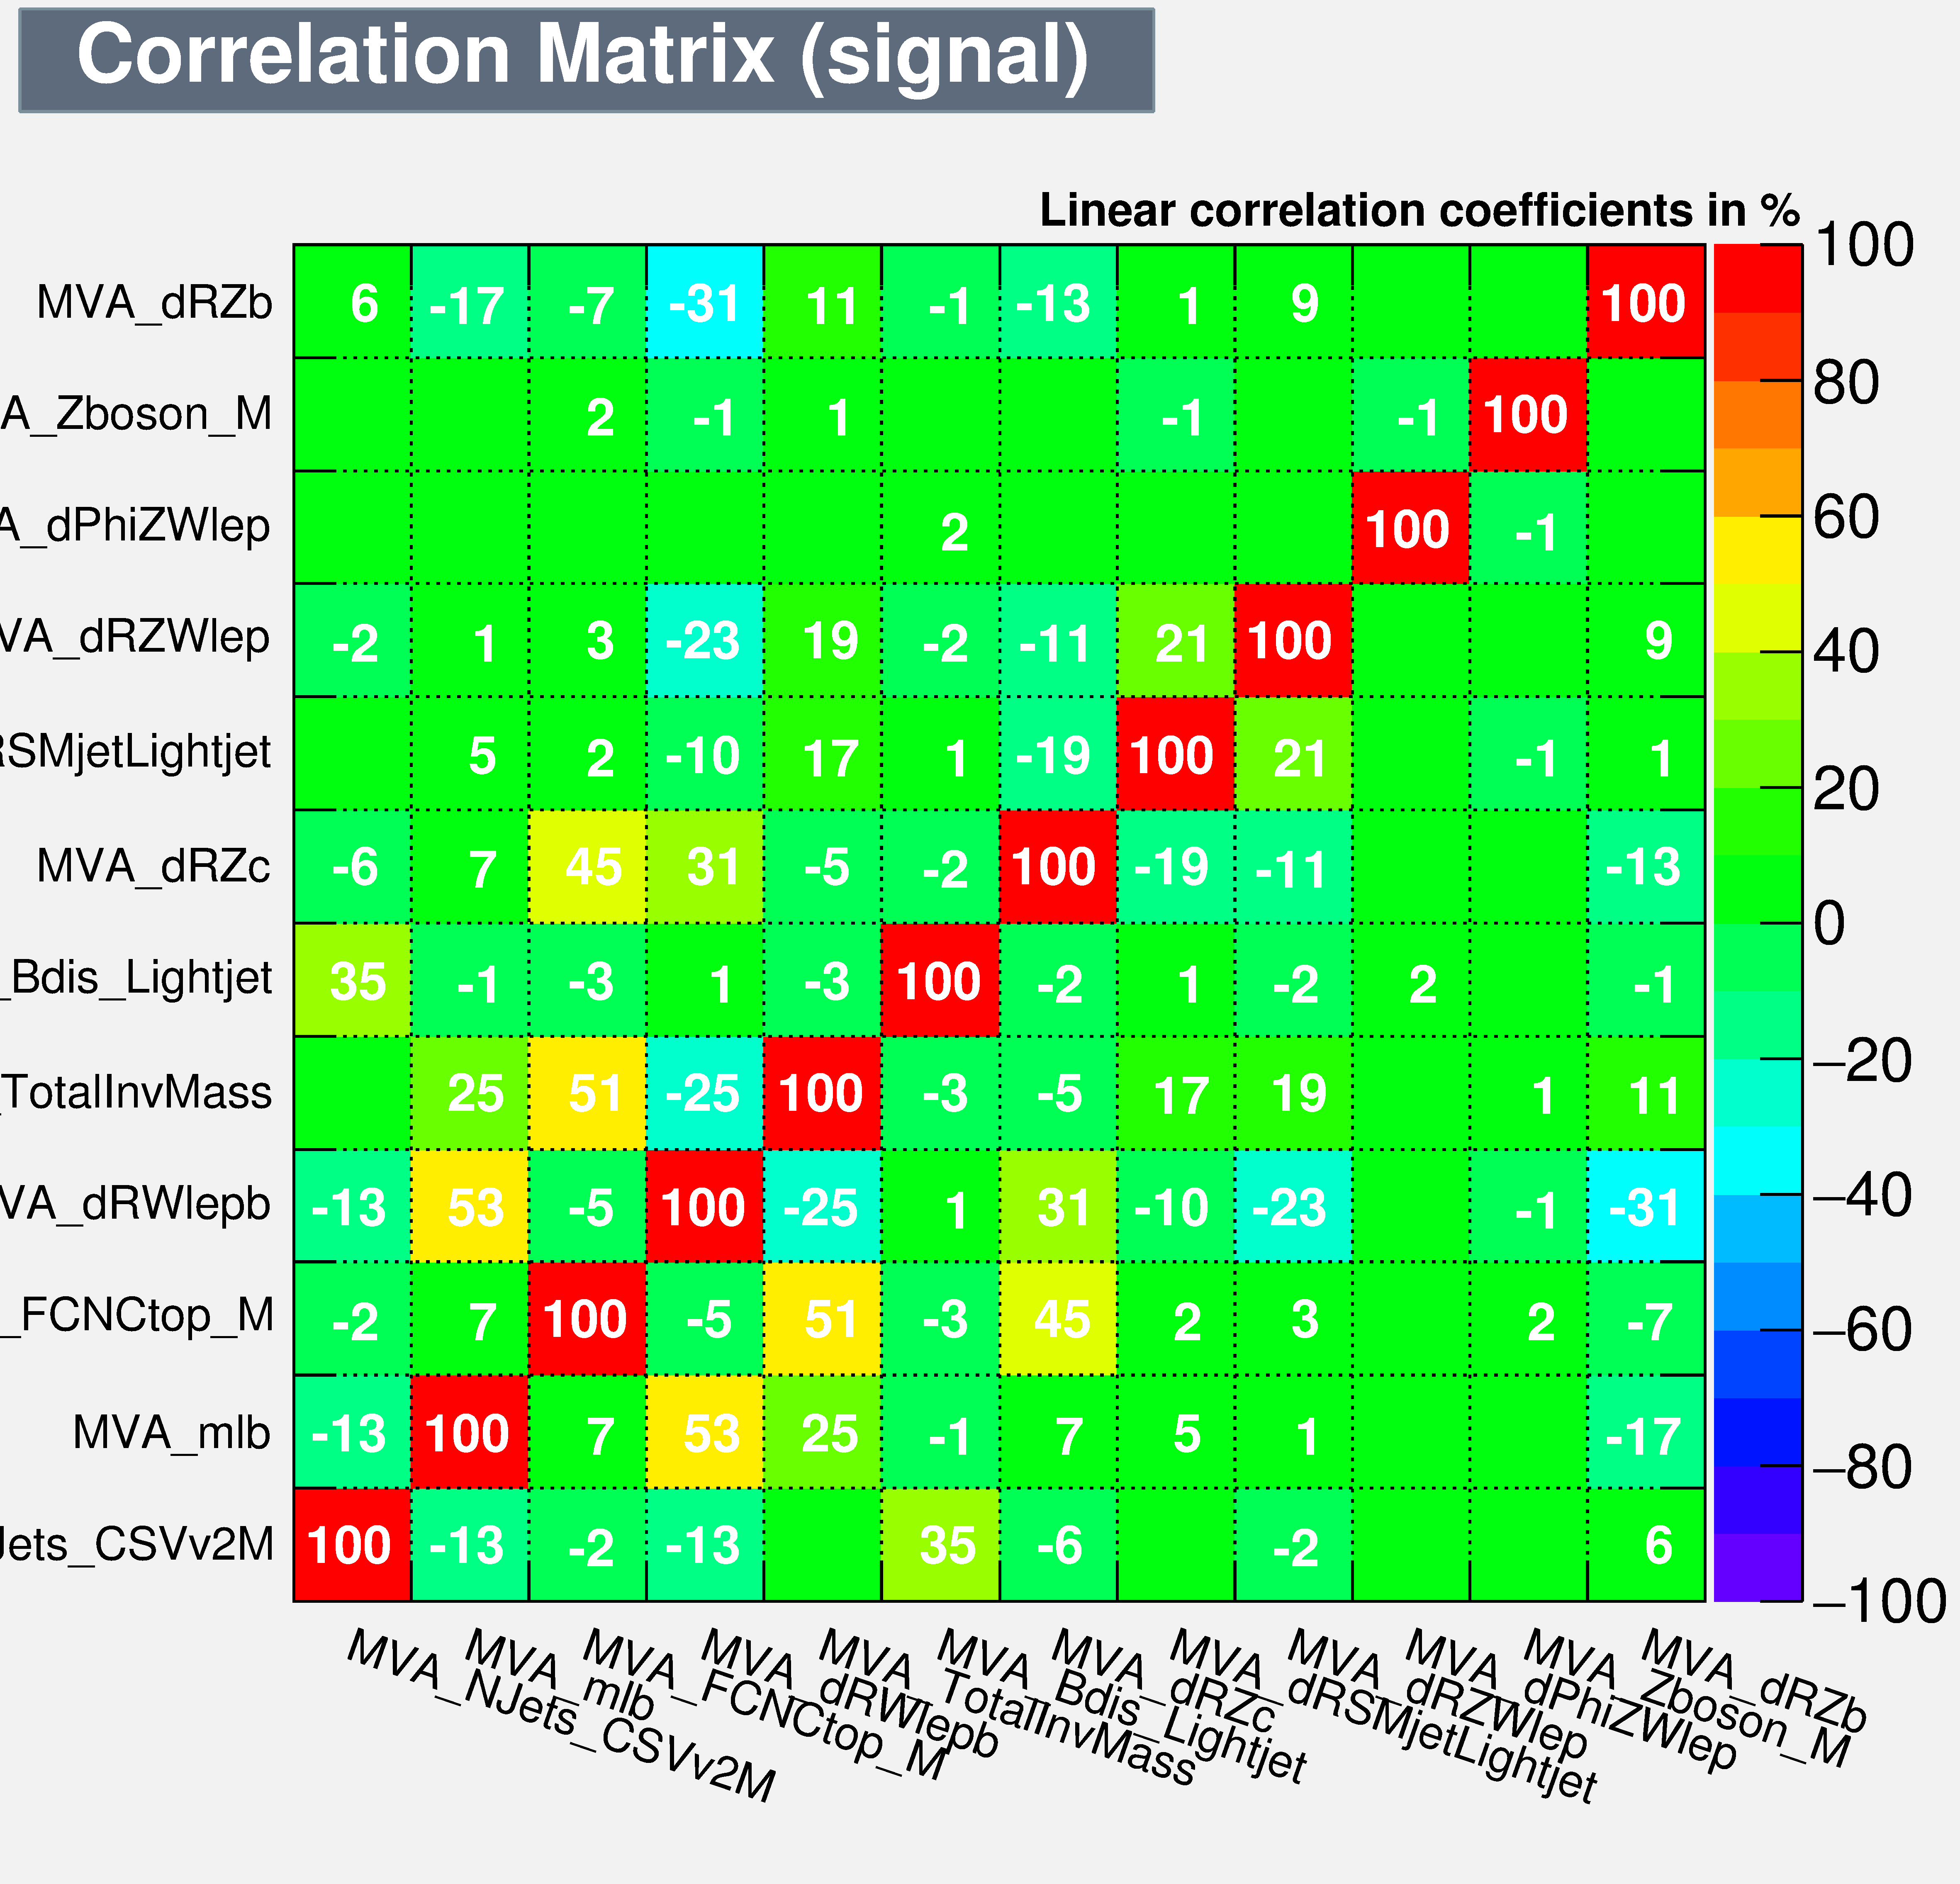 Correlation Matrix (signal)
Linear correlation coefficients in %
MVA_dRZb 6 -17 -7 -31 11 -1 -13 1 9 100
A_Zboson_M 2 -1 1 -1 -1 100
A_dPhiZWlep 2 100 -1
VA_dRZWlep -2 1 3 -23 19 -2 -11 21 100 9
RSMjetLightjet 5 2 -10 17 1 -19 100 21 -1 1
MVA_dRZc -6 7 45 31 -5 -2 100 -19 -11 -13
_Bdis_Lightjet 35 -1 -3 1 -3 100 -2 1 -2 2 -1
_TotalInvMass 25 51 -25 100 -3 -5 17 19 1 11
VA_dRWlepb -13 53 -5 100 -25 1 31 -10 -23 -1 -31
_FCNCtop_M -2 7 100 -5 51 -3 45 2 3 2 -7
MVA_mlb -13 100 7 53 25 -1 7 5 1 -17
Jets_CSVv2M 100 -13 -2 -13 35 -6 -2 6
100
80
60
40
20
0
−20
−40
−60
−80
−100
MVA_NJets_CSVv2M
MVA_mlb
MVA_FCNCtop_M
MVA_dRWlepb
MVA_TotalInvMass
MVA_Bdis_Lightjet
MVA_dRZc
MVA_dRSMjetLightjet
MVA_dRZWlep
MVA_dPhiZWlep
MVA_Zboson_M
MVA_dRZb